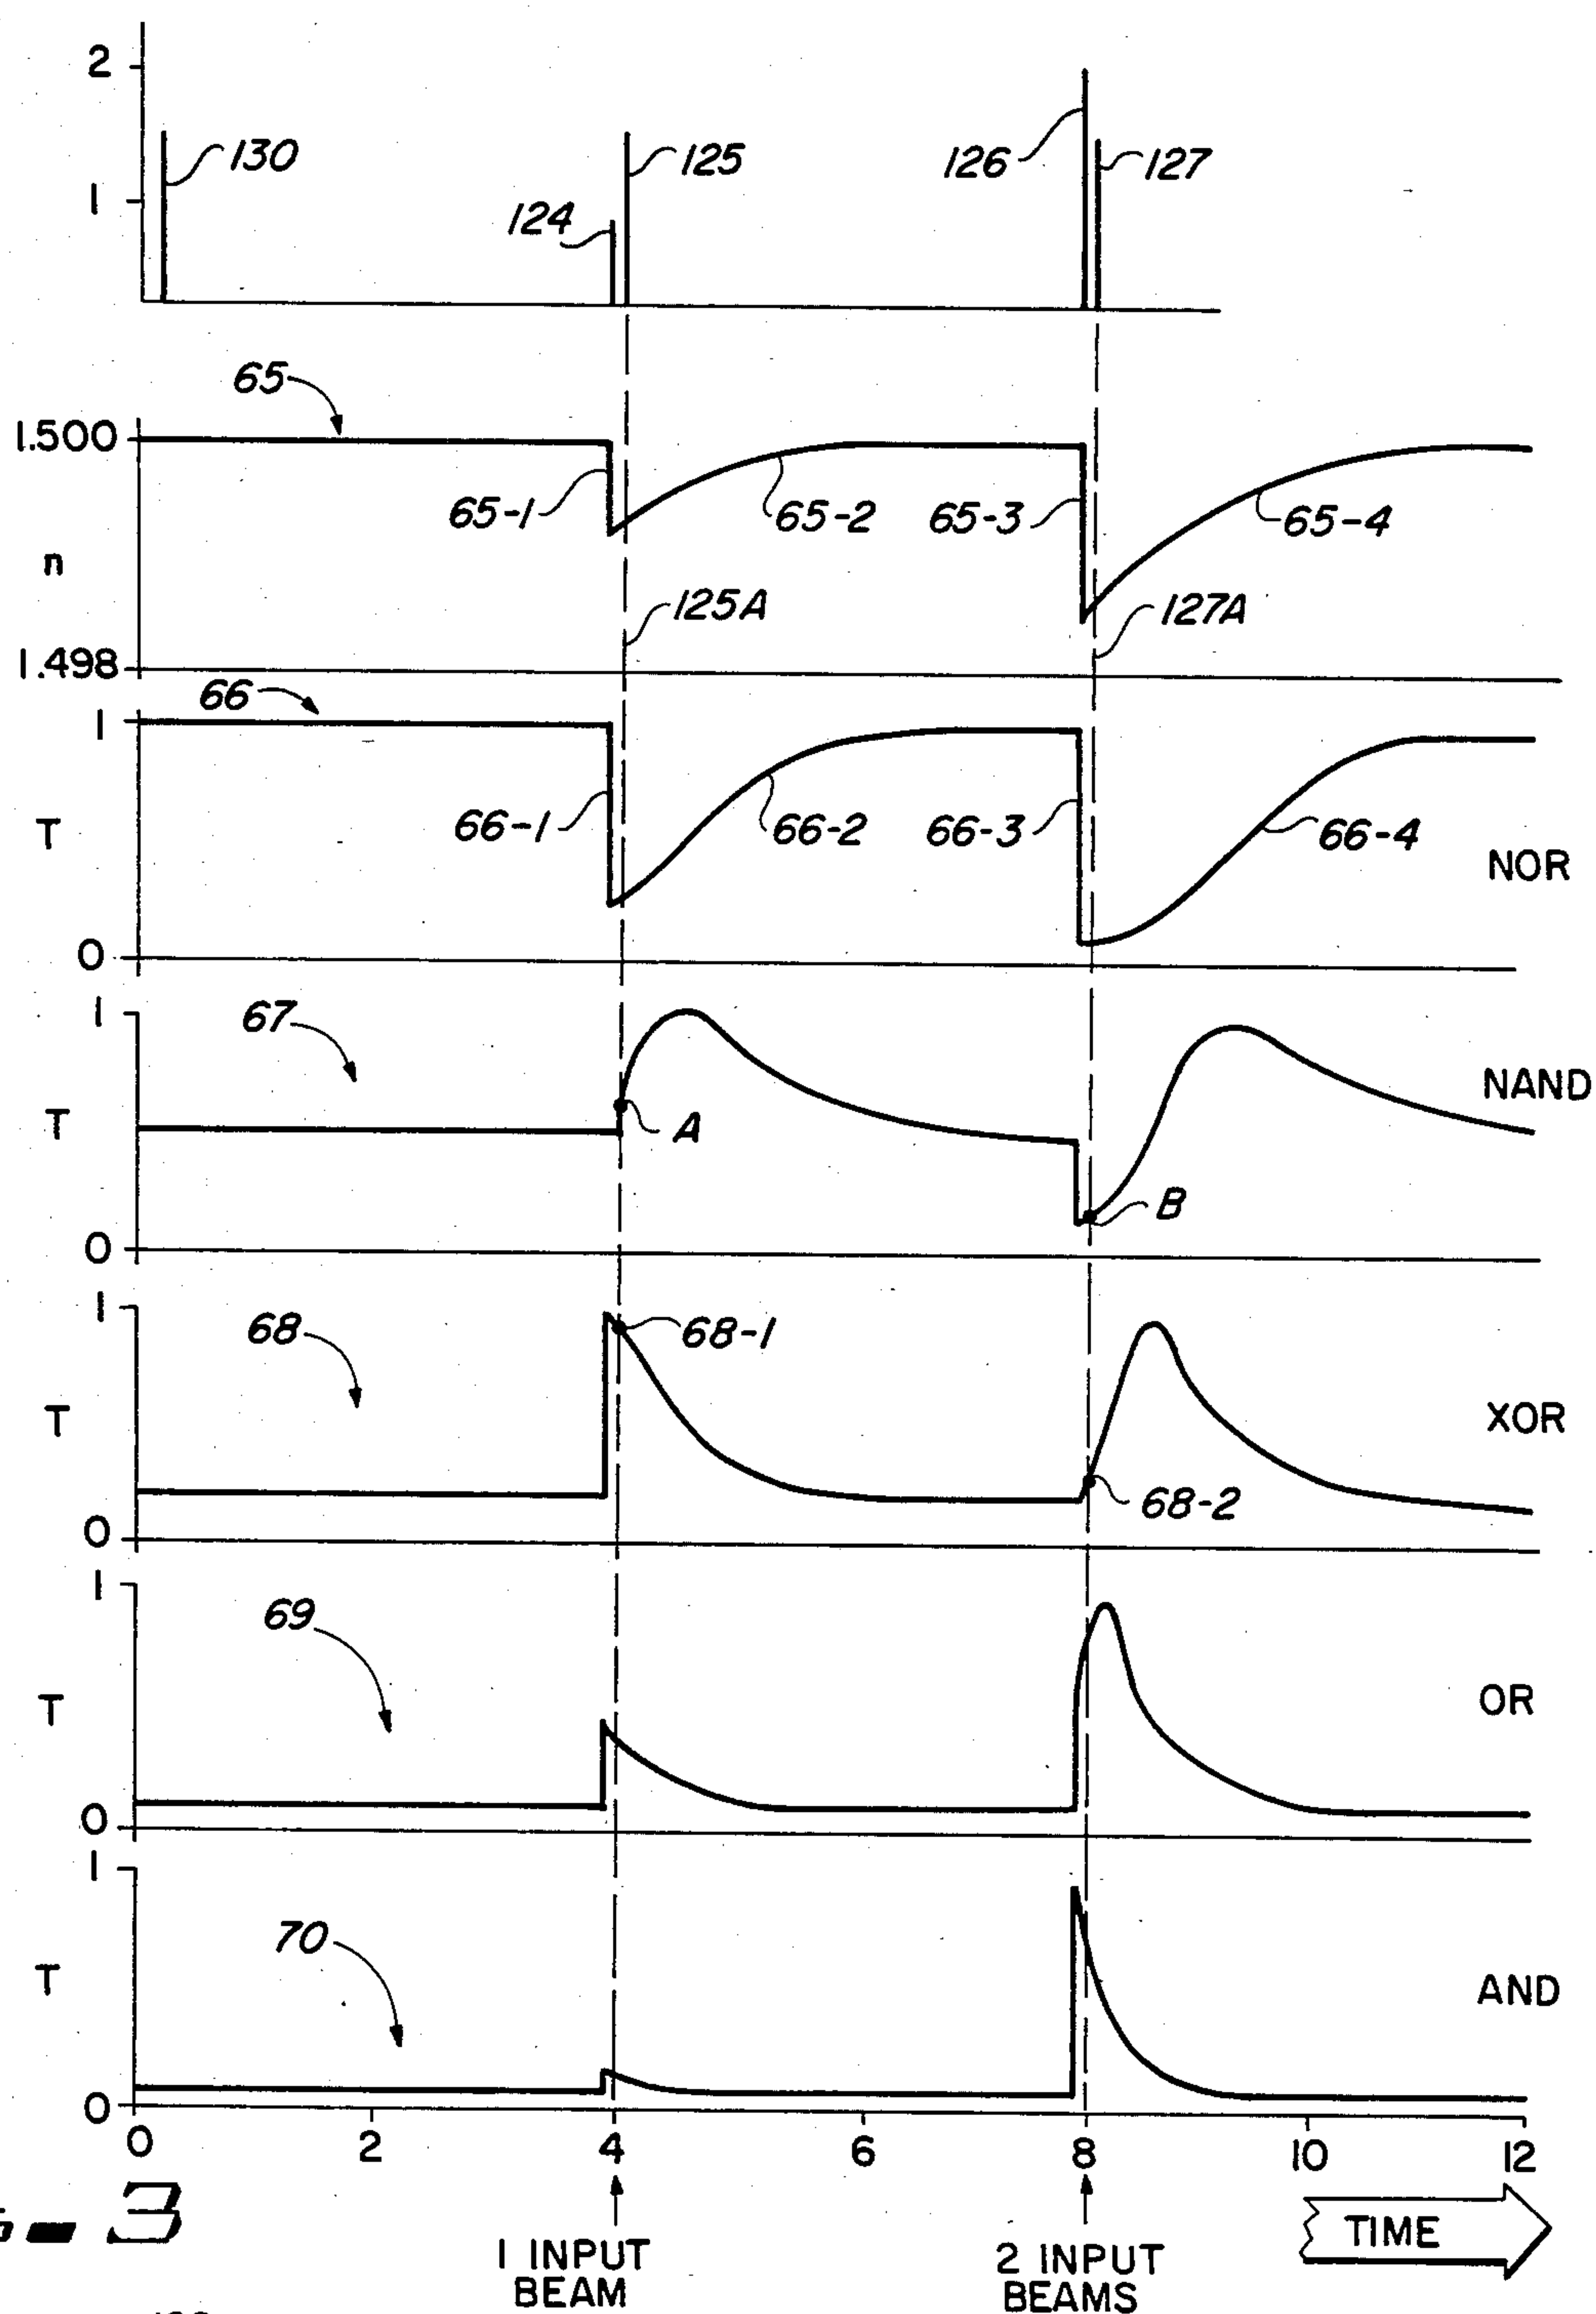 2
130
125
126
127
1
124
65
1.500
65-1
65-2
65-3
65-4
n
125A
127A
1.498
66
1
66-1
66-2
66-3
66-4
T
NOR
0
1
67
NAND
T
A
B
0
1
68
68-1
T
XOR
68-2
0
1
69
T
OR
0
1
70
T
AND
0
0 2 4 6 8 10 12
3
TIME
1 INPUT
BEAM
2 INPUT
BEAMS